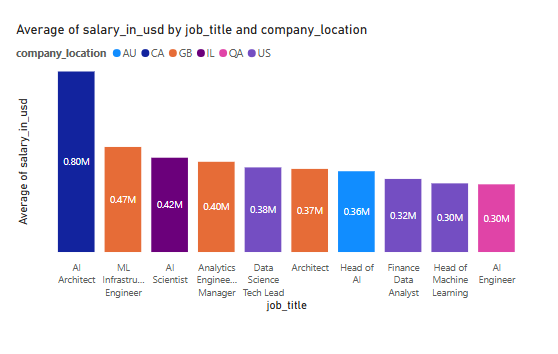 Average of salary_in_usd by job_title and company_location
company_location AU CA GB IL QA US
Average of salary_in_usd
0.80M
0.47M
0.42M
0.40M
0.38M
0.37M
0.36M
0.32M
0.30M
0.30M
AI
Architect
ML
Infrastru...
Engineer
AI
Scientist
Analytics
Enginee...
Manager
Data
Science
Tech Lead
Architect
Head of
AI
Finance
Data
Analyst
Head of
Machine
Learning
AI
Engineer
job_title